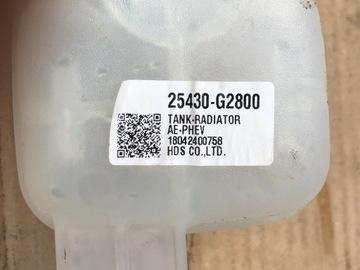 25430-G2800
TANK-RADIATOR
AE-PHEV
18042400758
HDS CO.,LTD.